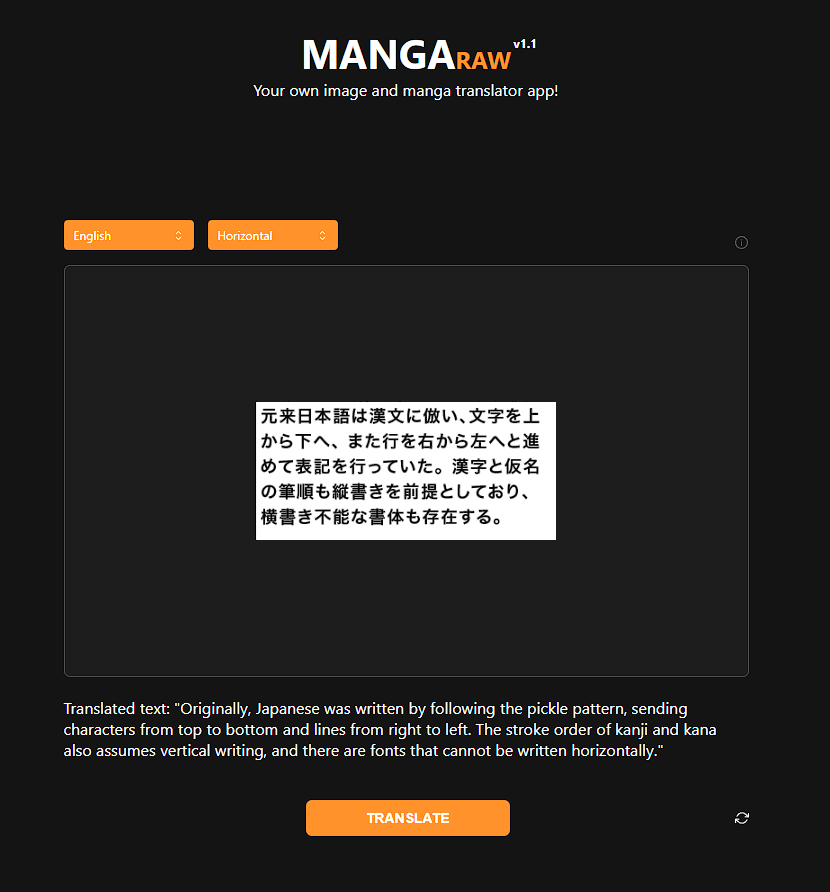 MANGARAW v1.1
Your own image and manga translator app!
English Horizontal
元来日本語は漢文に倣い、文字を上
から下へ、また行を右から左へと進
めて表記を行っていた。漢字と仮名
の筆順も縦書きを前提としており、
横書き不能な書体も存在する。
Translated text: "Originally, Japanese was written by following the pickle pattern, sending
characters from top to bottom and lines from right to left. The stroke order of kanji and kana
also assumes vertical writing, and there are fonts that cannot be written horizontally."
TRANSLATE